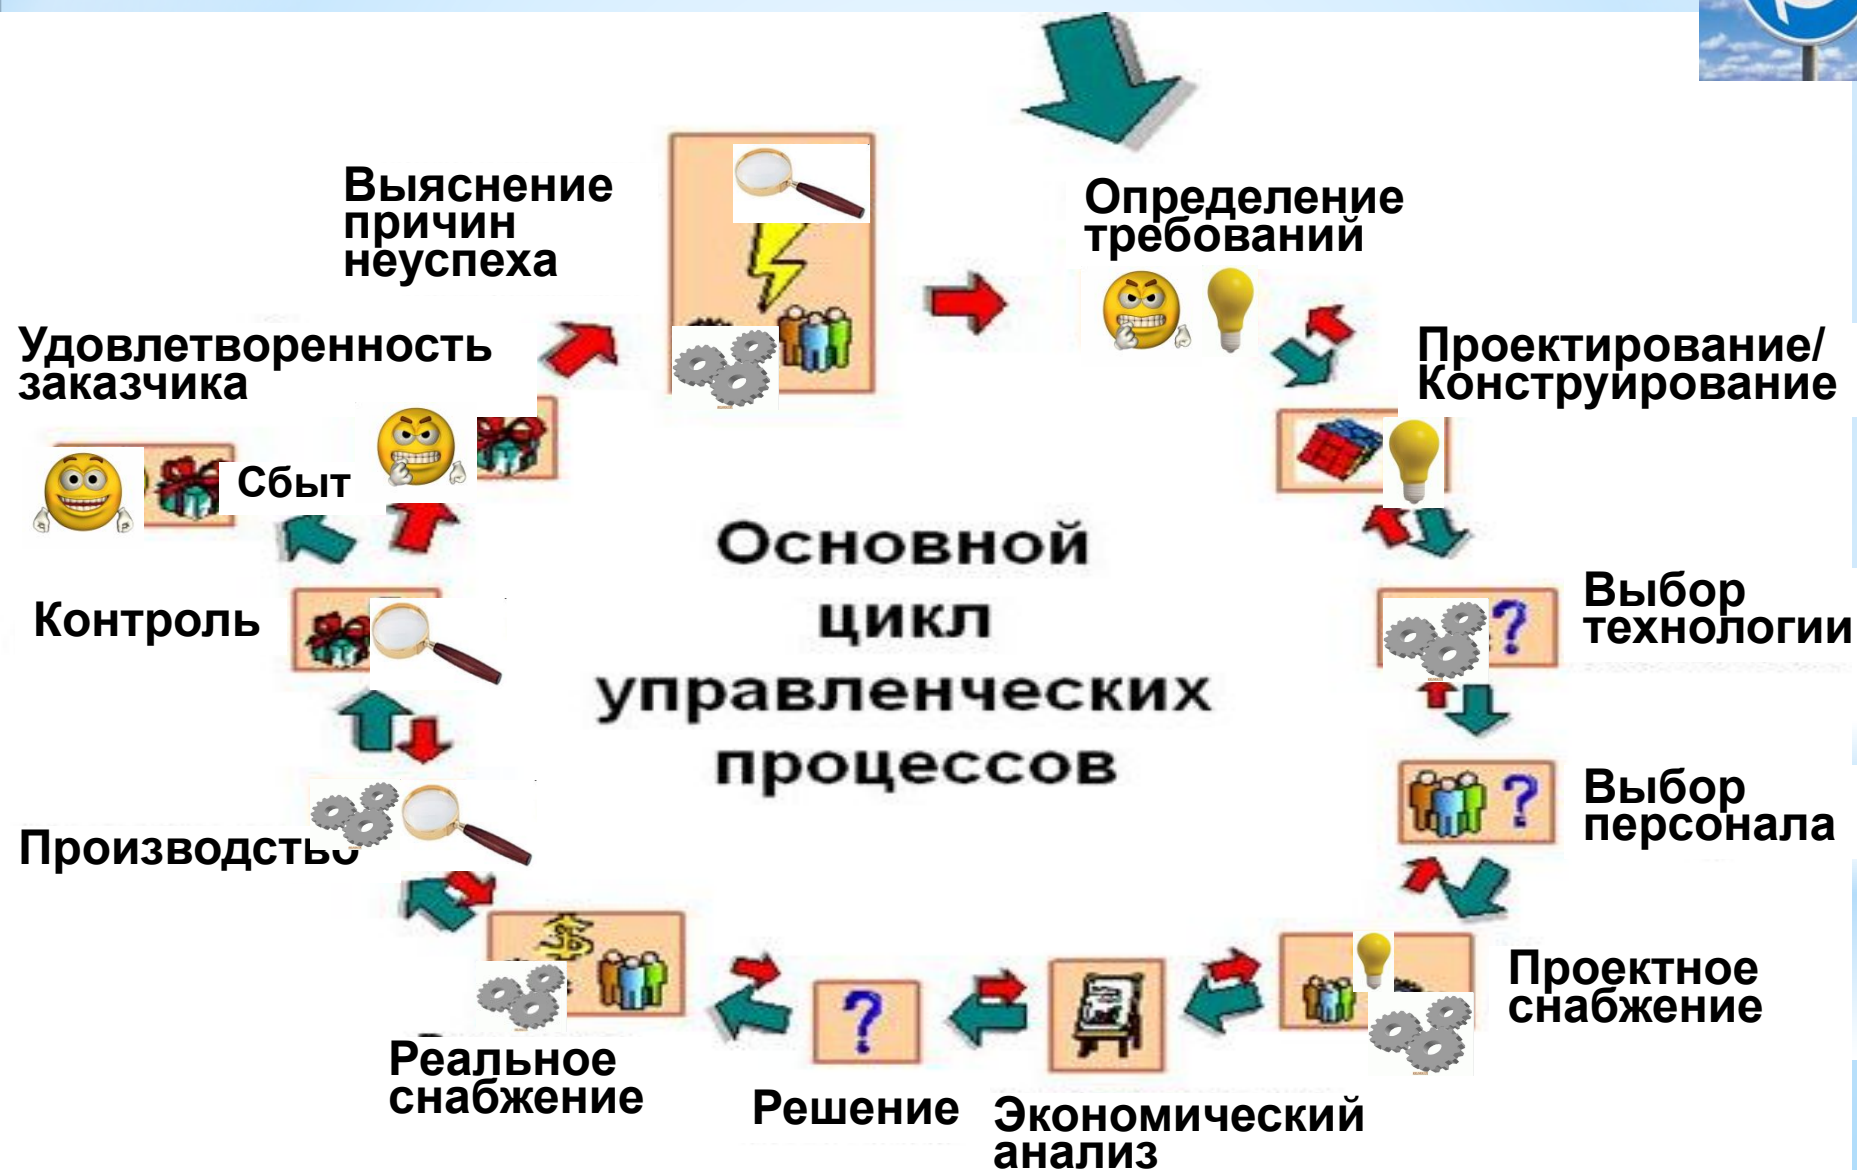 Выяснение
причин
неуспеха
Определение
требований
Удовлетворенность
заказчика
Проектирование/
Конструирование
Сбыт
Основной
цикл
управленческих
процессов
Контроль
Выбор
технологии
Производство
Выбор
персонала
Проектное
снабжение
Реальное
снабжение
Решение
Экономический
анализ